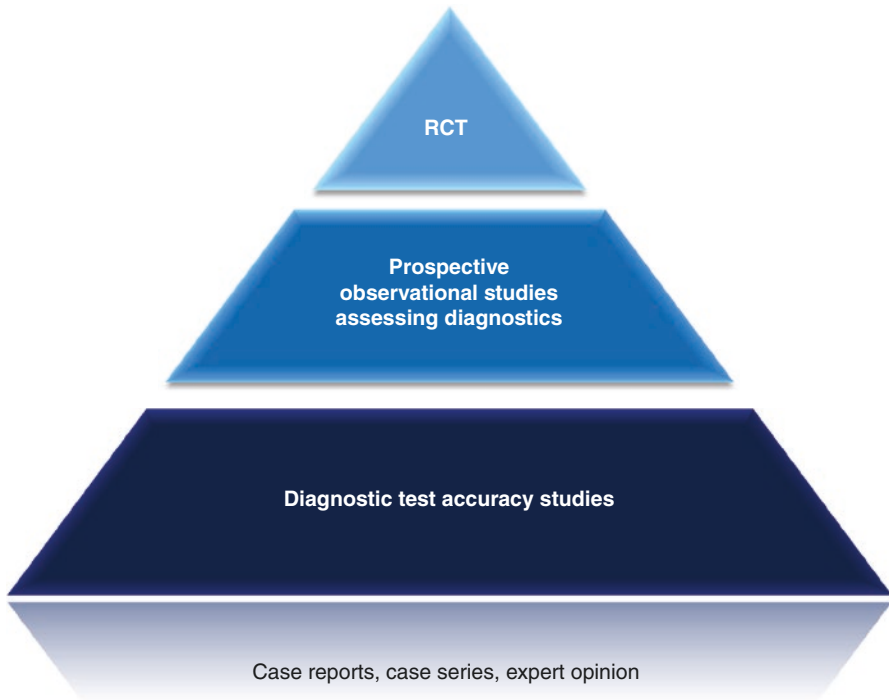 RCT
Prospective
observational studies
assessing diagnostics
Diagnostic test accuracy studies
Case reports, case series, expert opinion